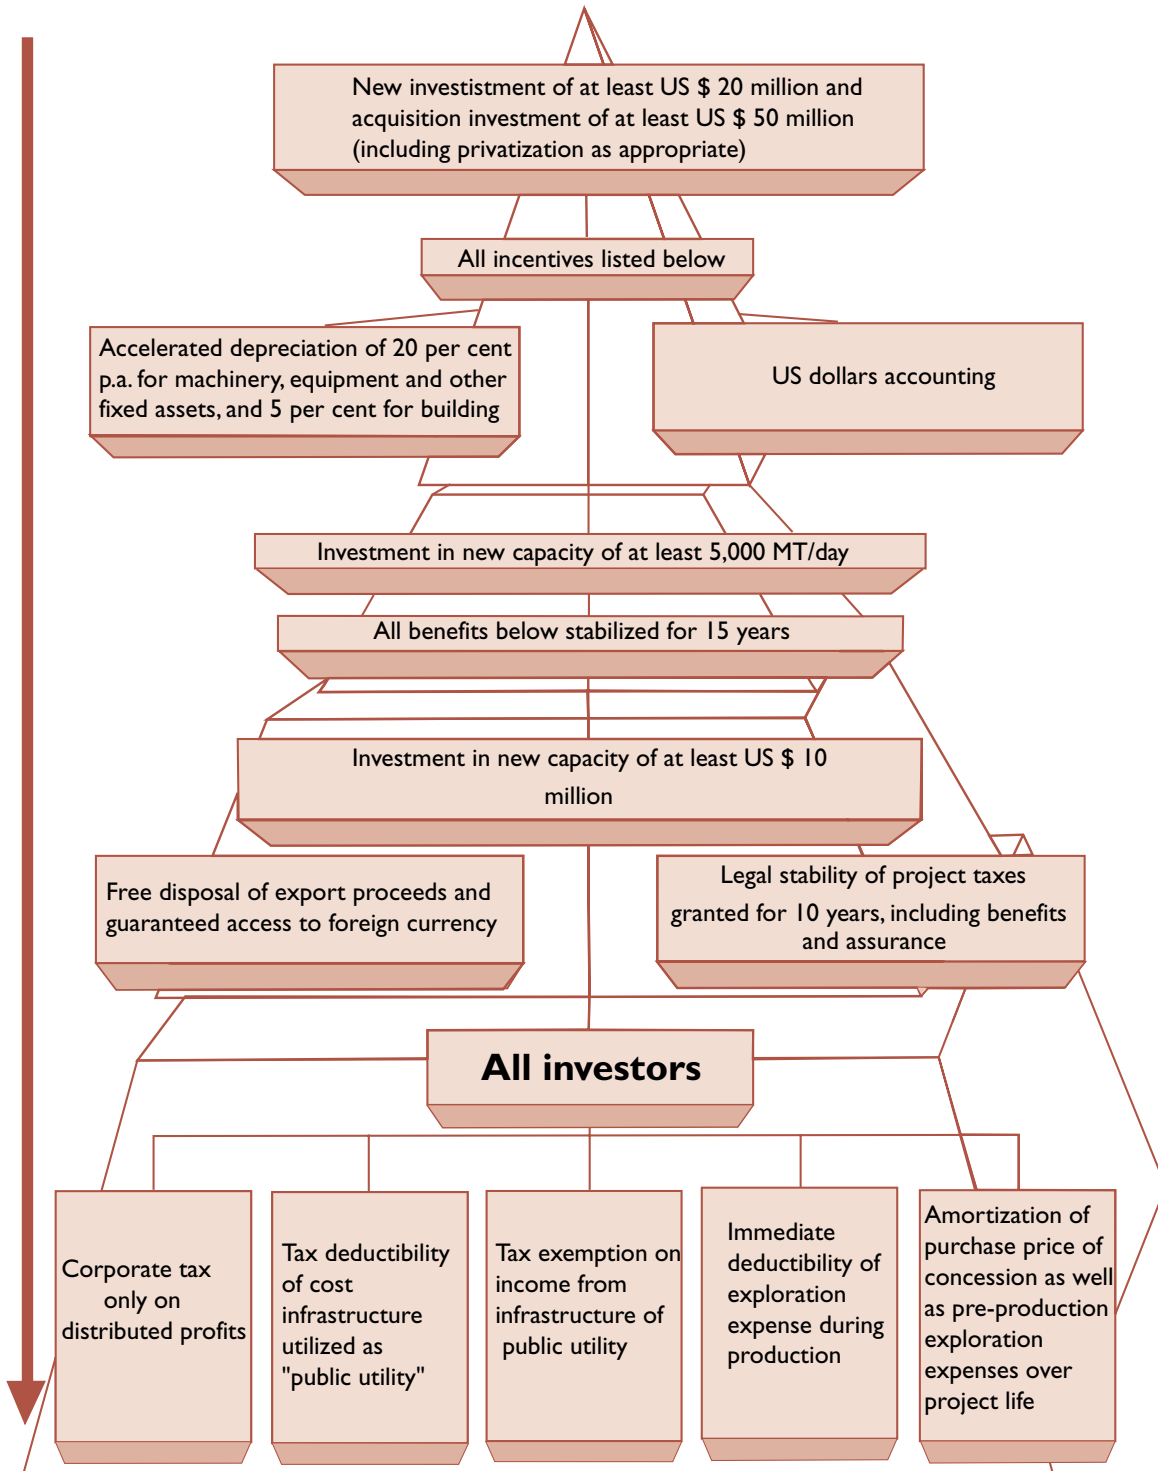 New investistment of at least US $ 20 million and
acquisition investment of at least US $ 50 million
(including privatization as appropriate)
All incentives listed below
Accelerated depreciation of 20 per cent
p.a. for machinery, equipment and other
fixed assets, and 5 per cent for building
US dollars accounting
Investment in new capacity of at least 5,000 MT/day
All benefits below stabilized for 15 years
Investment in new capacity of at least US $ 10
million
Free disposal of export proceeds and
guaranteed access to foreign currency
Legal stability of project taxes
granted for 10 years, including benefits
and assurance
All investors
Corporate tax
only on
distributed profits
Tax deductibility
of cost
infrastructure
utilized as
"public utility"
Tax exemption on
income from
infrastructure of
public utility
Immediate
deductibility of
exploration
expense during
production
Amortization of
purchase price of
concession as well
as pre-production
exploration
expenses over
project life